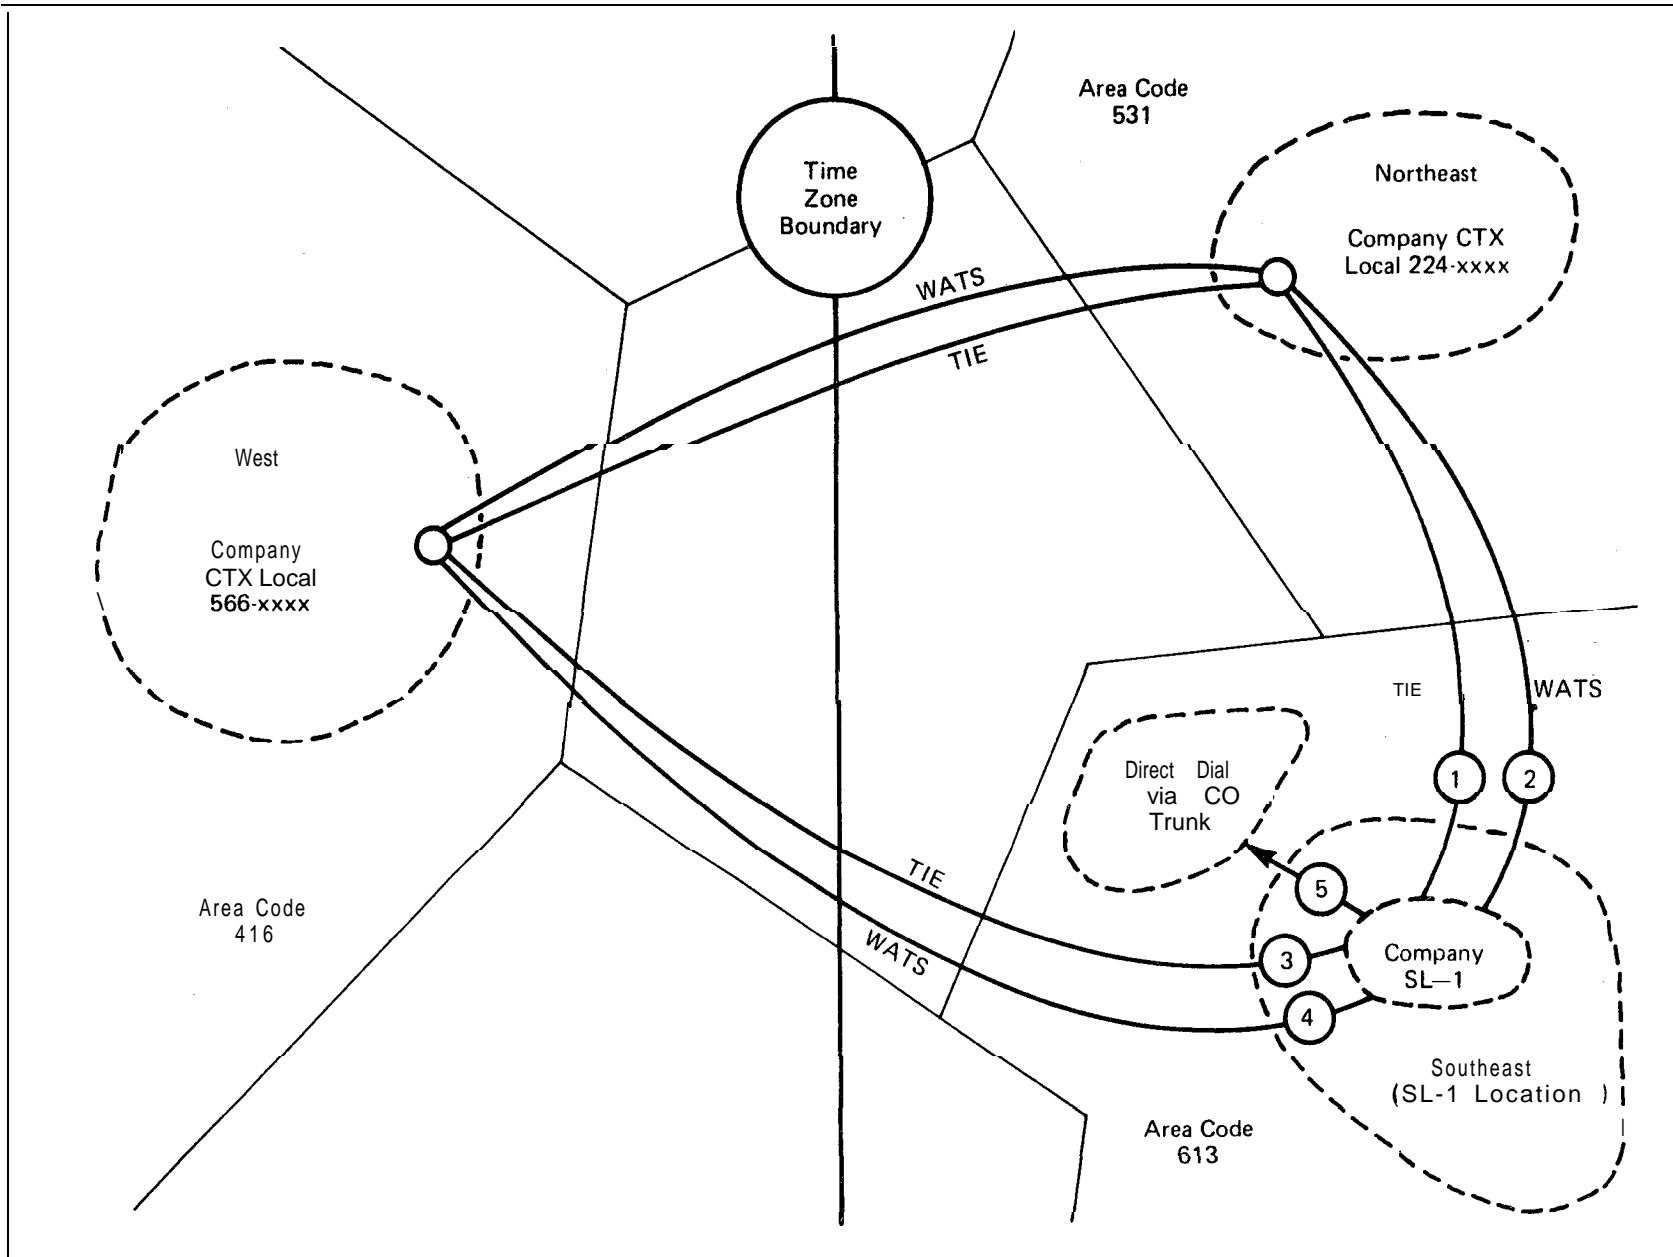 Area Code
531
Time
Zone
Boundary
Northeast
Company CTX
Local 224-xxxx
WATS
TIE
West
Company
CTX Local
566-xxxx
TIE
WATS
Direct Dial
via CO
Trunk
1
2
5
TIE
WATS
3
4
Company
SL—1
Area Code
416
Southeast
(SL-1 Location )
Area Code
613